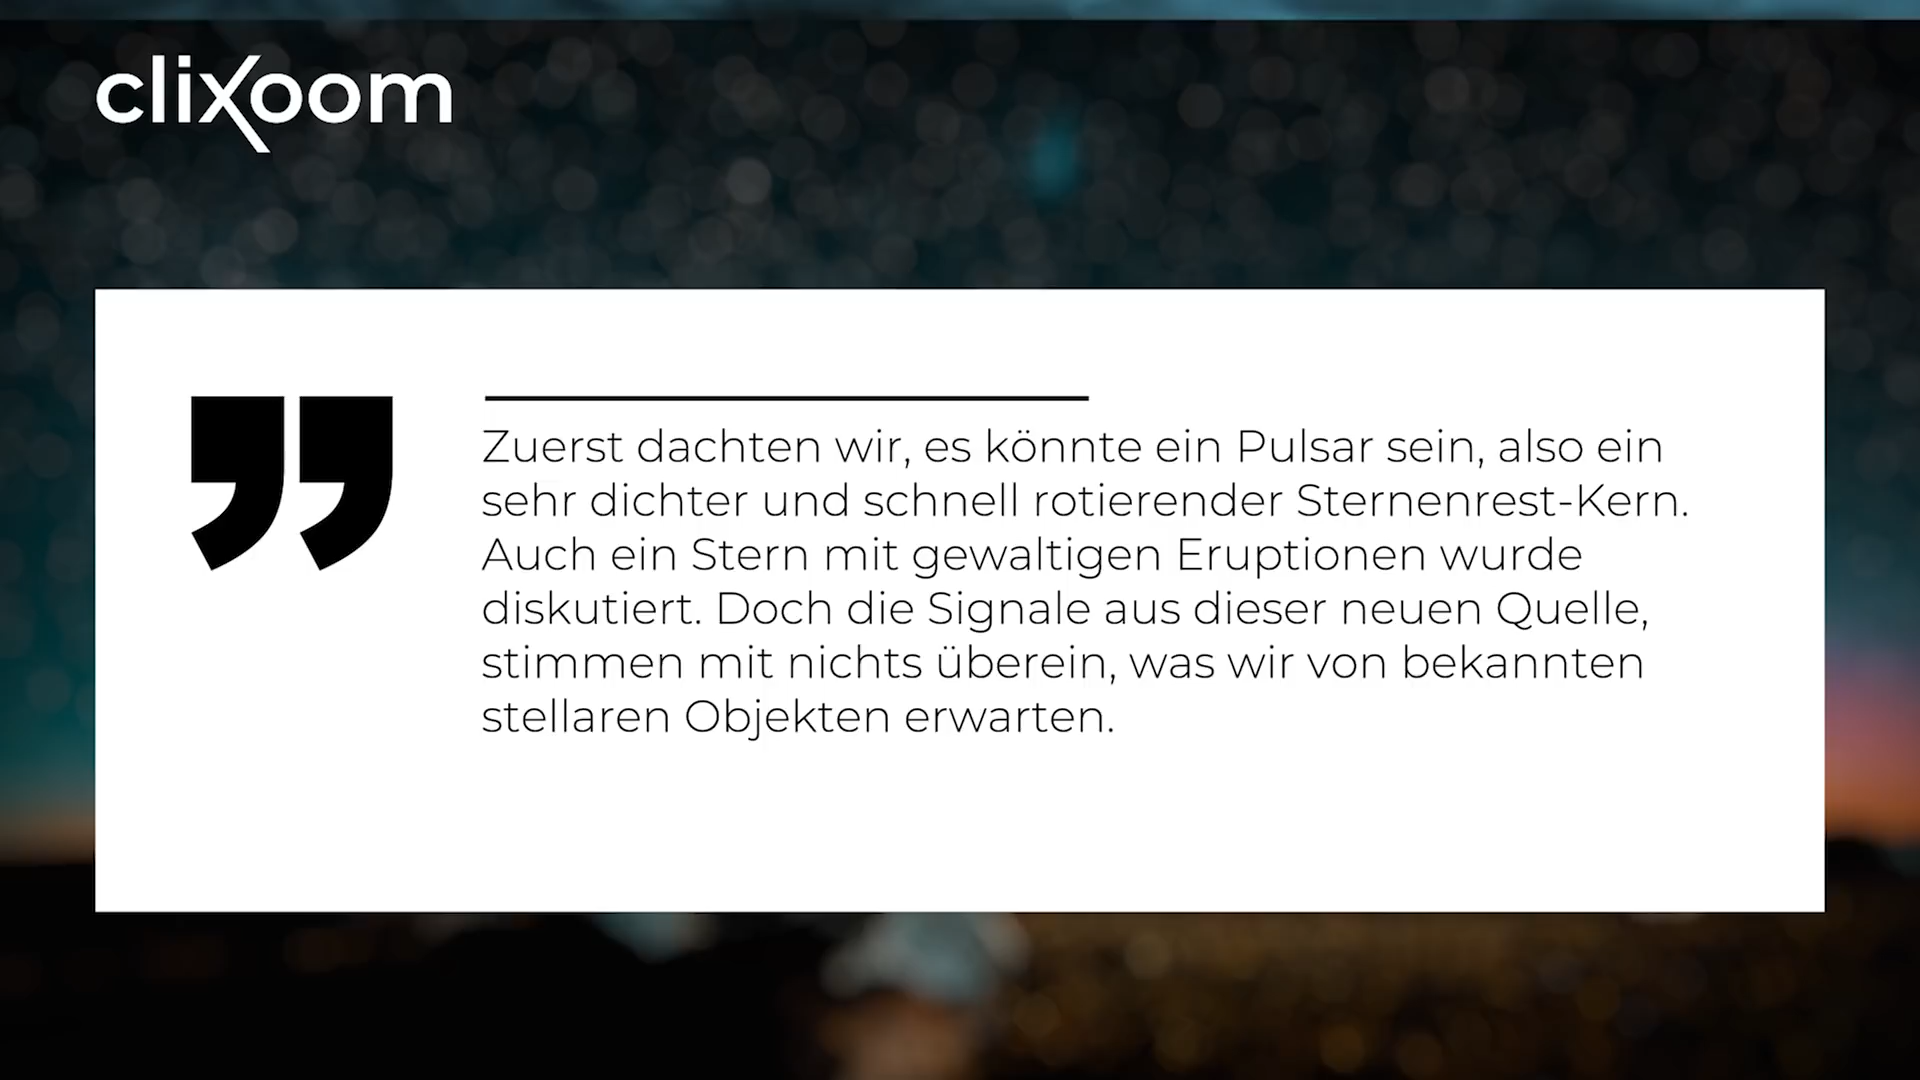 clixoom
”
Zuerst dachten wir, es könnte ein Pulsar sein, also ein
sehr dichter und schnell rotierender Sternenrest-Kern.
Auch ein Stern mit gewaltigen Eruptionen wurde
diskutiert. Doch die Signale aus dieser neuen Quelle,
stimmen mit nichts überein, was wir von bekannten
stellaren Objekten erwarten.